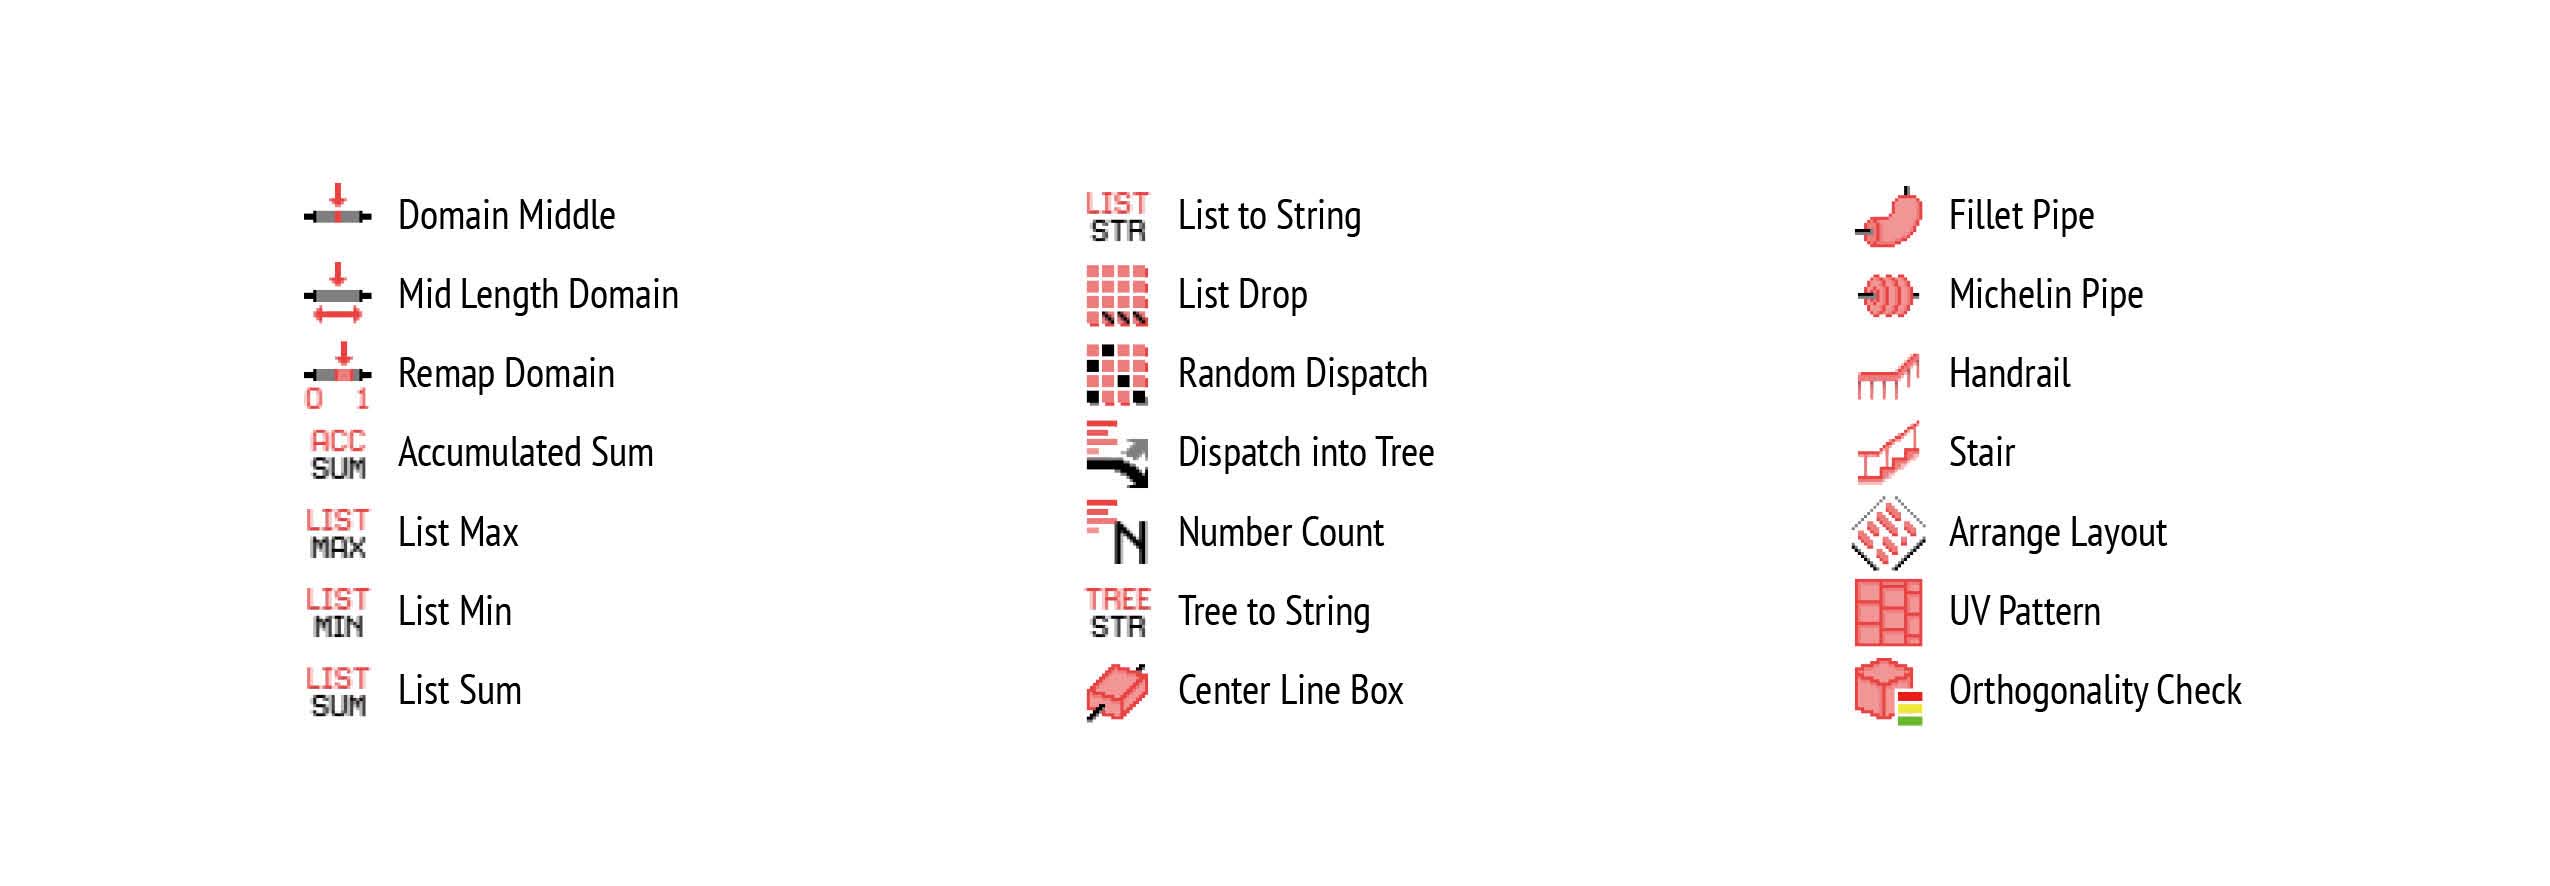 Domain Middle
Mid Length Domain
0 1
Remap Domain
ACC
SUM
Accumulated Sum
LIST
MAX
List Max
LIST
MIN
List Min
LIST
SUM
List Sum
LIST
STR
List to String
List Drop
Random Dispatch
Dispatch into Tree
N
Number Count
TREE
STR
Tree to String
Center Line Box
Fillet Pipe
Michelin Pipe
Handrail
Stair
Arrange Layout
UV Pattern
Orthogonality Check